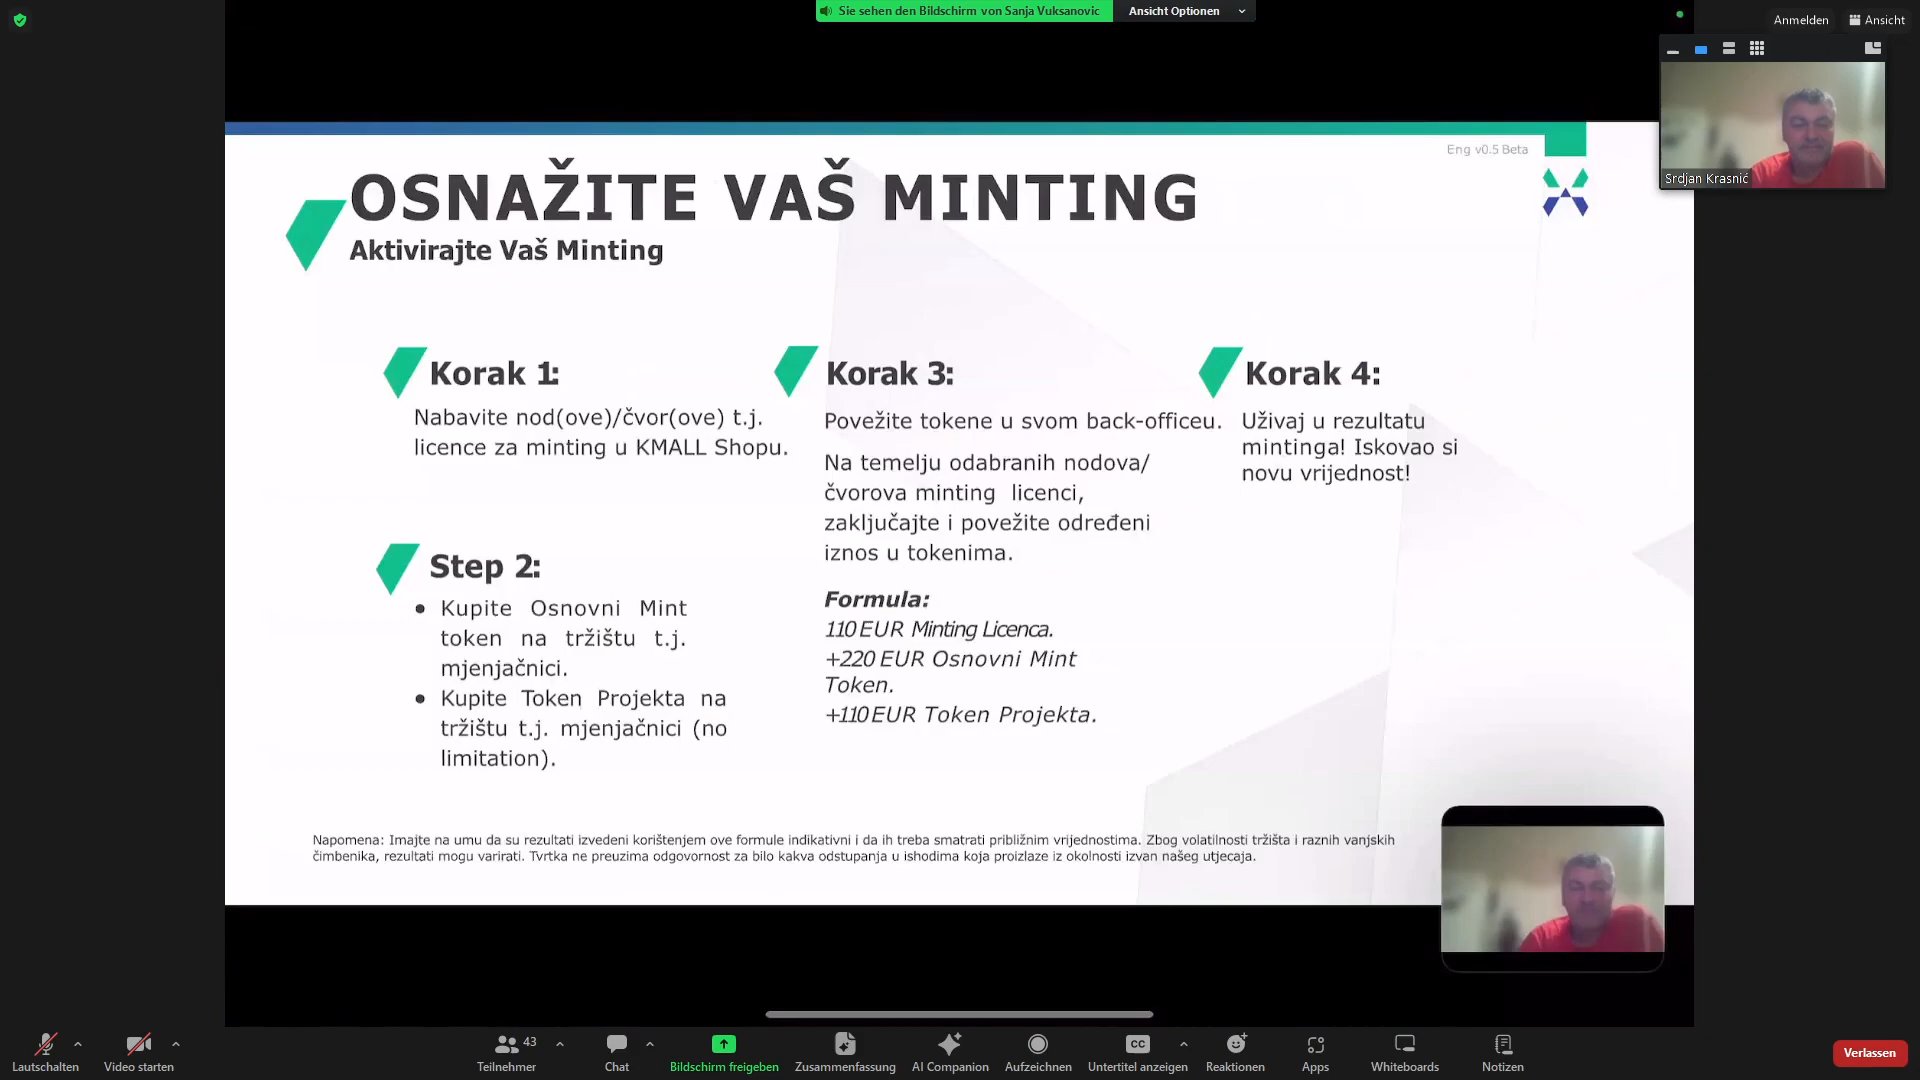 Sie sehen den Bildschirm von Sanja Vuksanovic
Ansicht Optionen
Anmelden
Ansicht
Srdjan Krasnić
Eng v0.5 Beta
OSNAŽITE VAŠ MINTING
Aktivirajte Vaš Minting
Korak 1:
Nabavite nod(ove)/čvor(ove) t.j.
licence za minting u KMALL Shopu.
Step 2:
• Kupite Osnovni Mint
token na tržištu t.j.
mjenjačnici.
• Kupite Token Projekta na
tržištu t.j. mjenjačnici (no
limitation).
Korak 3:
Povežite tokene u svom back-officeu.
Na temelju odabranih nodova/
čvorova minting licenci,
zaključajte i povežite određeni
iznos u tokenima.
Formula:
110 EUR Minting Licenca.
+220 EUR Osnovni Mint
Token.
+110 EUR Token Projekta.
Korak 4:
Uživaj u rezultatu
mintinga! Iskovao si
novu vrijednost!
Napomena: Imajte na umu da su rezultati izvedeni korištenjem ove formule indikativni i da ih treba smatrati približnim vrijednostima. Zbog volatilnosti tržišta i raznih vanjskih
čimbenika, rezultati mogu varirati. Tvrtka ne preuzima odgovornost za bilo kakva odstupanja u ishodima koja proizlaze iz okolnosti izvan našeg utjecaja.
Lautschalten
Video starten
43
Teilnehmer
Chat
Bildschirm freigeben
Zusammenfassung
AI Companion
Aufzeichnen
CC
Untertitel anzeigen
Reaktionen
Apps
Whiteboards
Notizen
Verlassen